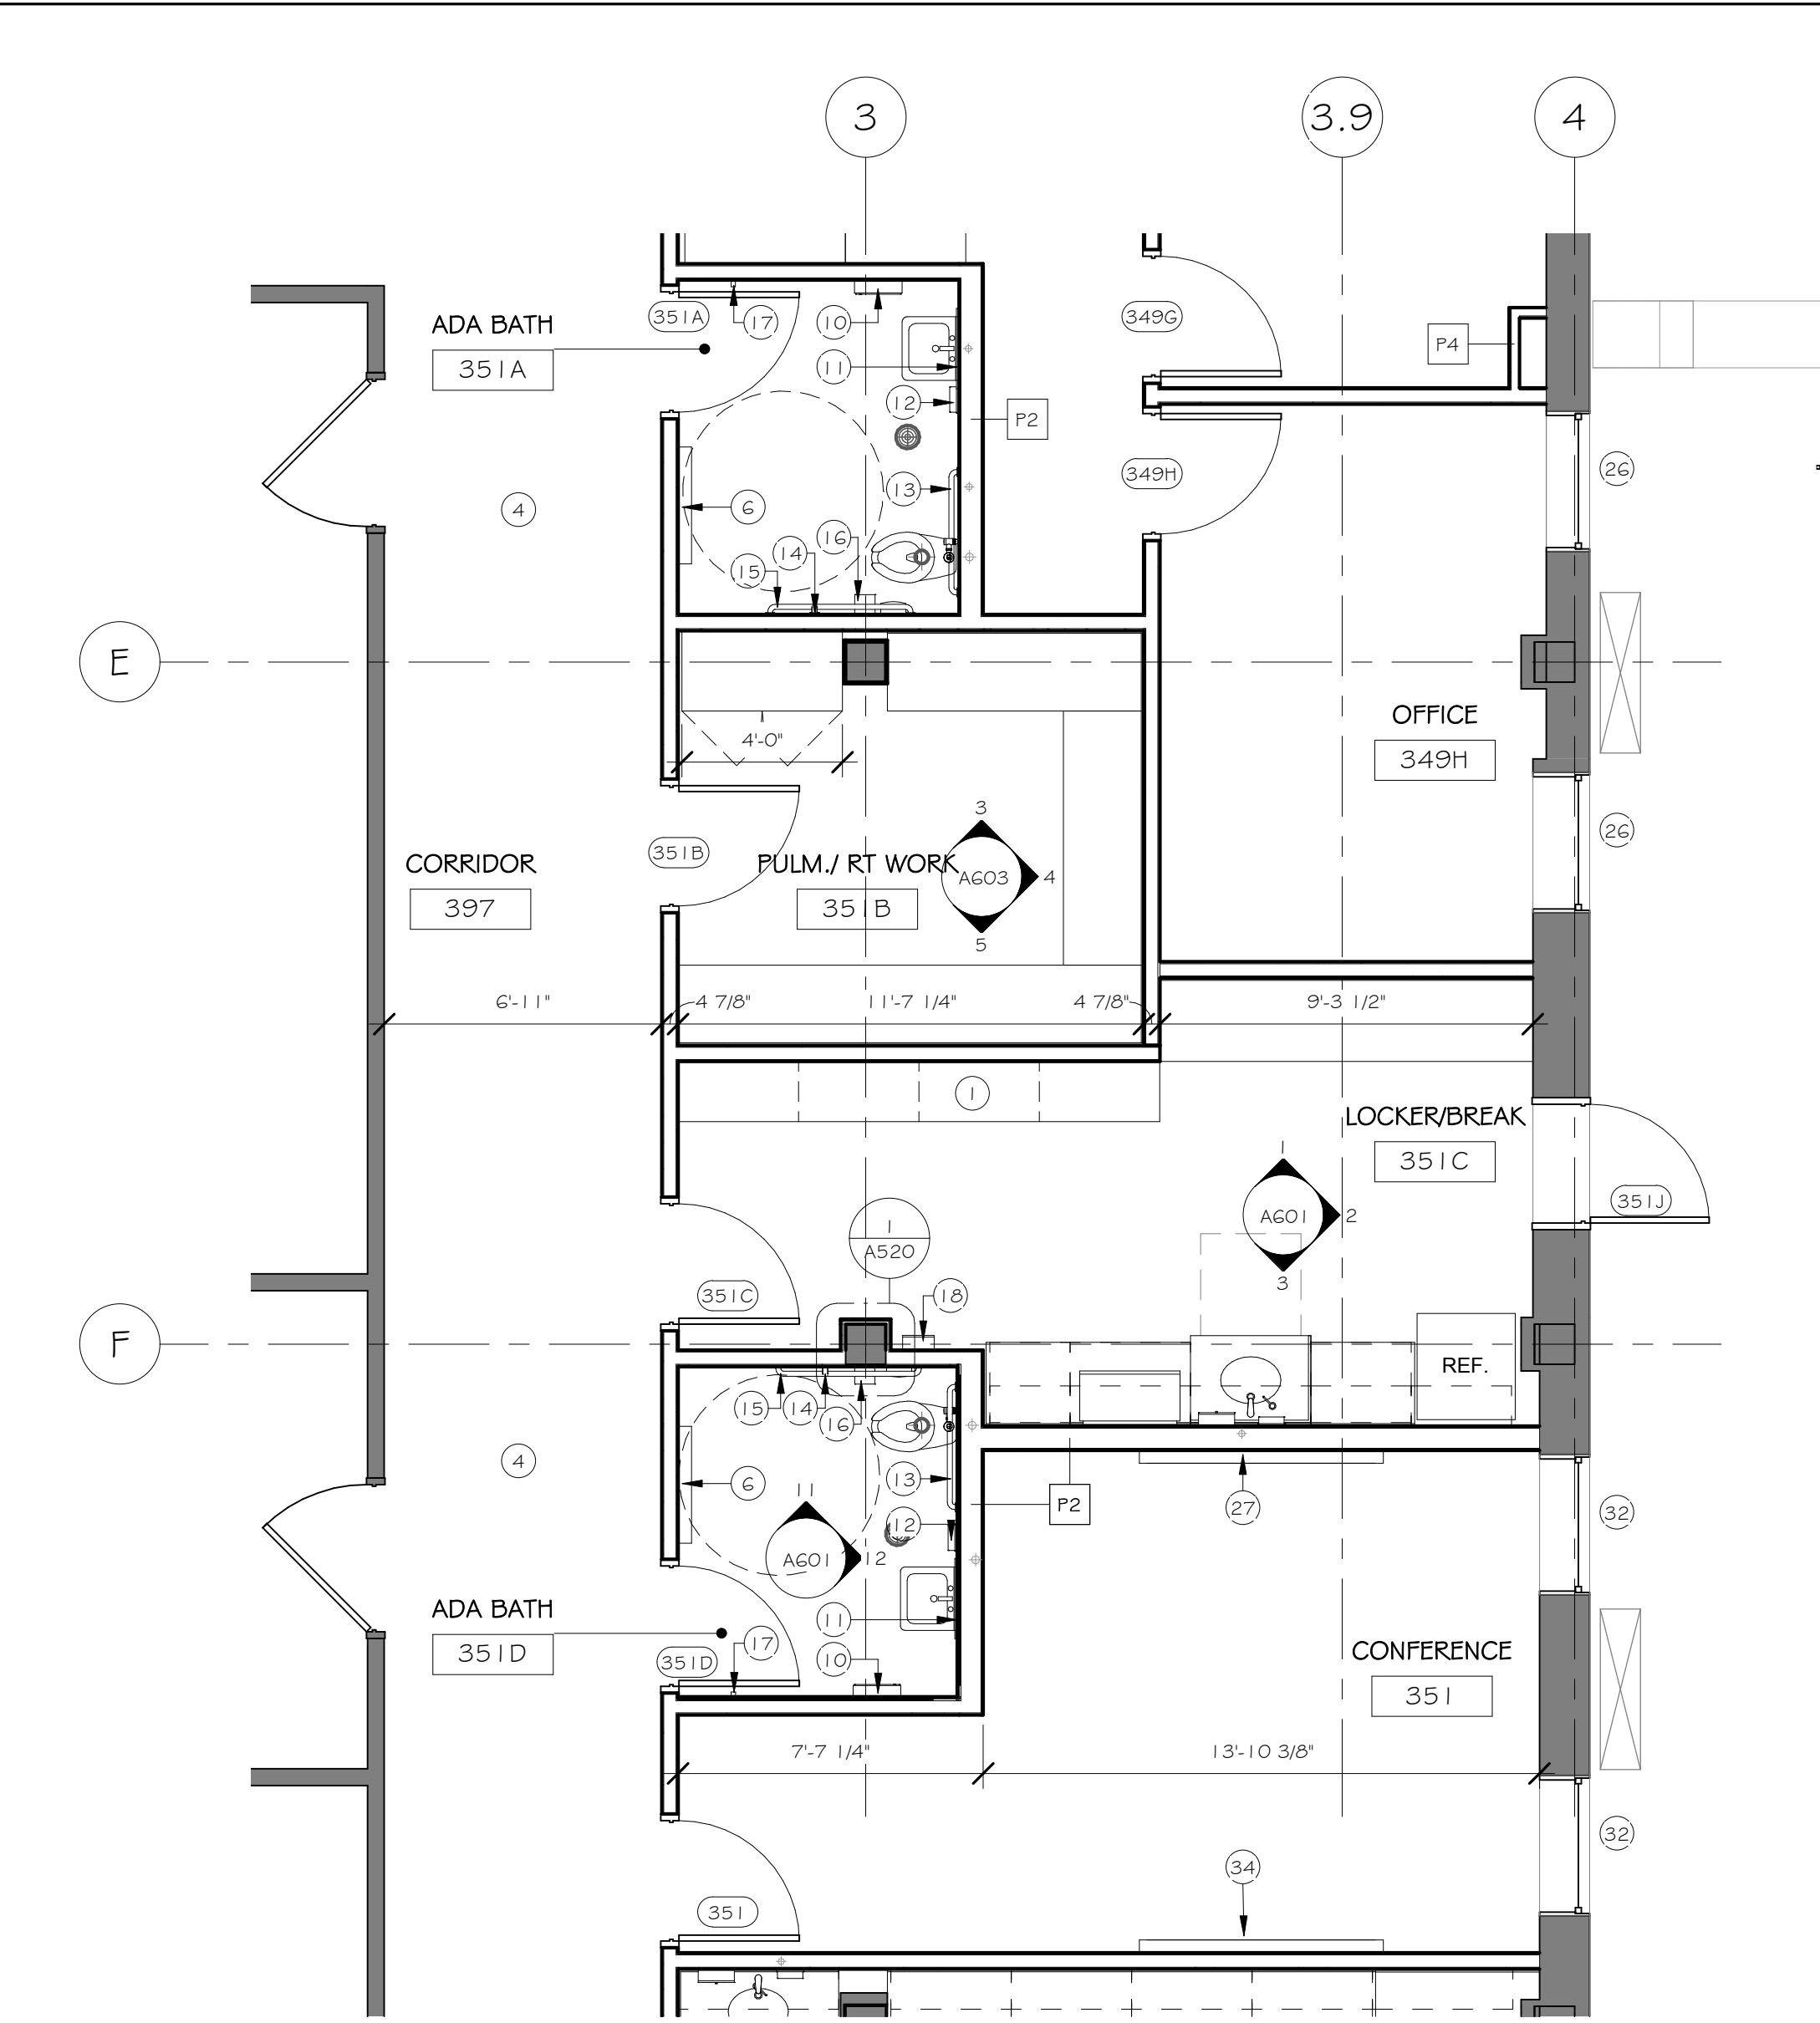 3
3.9
4
ADA BATH
351A
351A
17
10
11
12
P2
349G
P4
349H
26
4
6
13
16
14
15
E
4'-0"
OFFICE
349H
26
351B
CORRIDOR
397
PULM./ RT WORK
351B
3
A603
4
5
6'-11"
4 7/8"
11'-7 1/4"
4 7/8"
9'-3 1/2"
1
LOCKER/BREAK
351C
1
A601
2
3
351J
1
A520
351C
18
F
REF.
15
14
16
4
6
13
11
12
A601
12
P2
27
32
ADA BATH
351D
17
351D
11
10
CONFERENCE
351
7'-7 1/4"
13'-10 3/8"
32
34
351